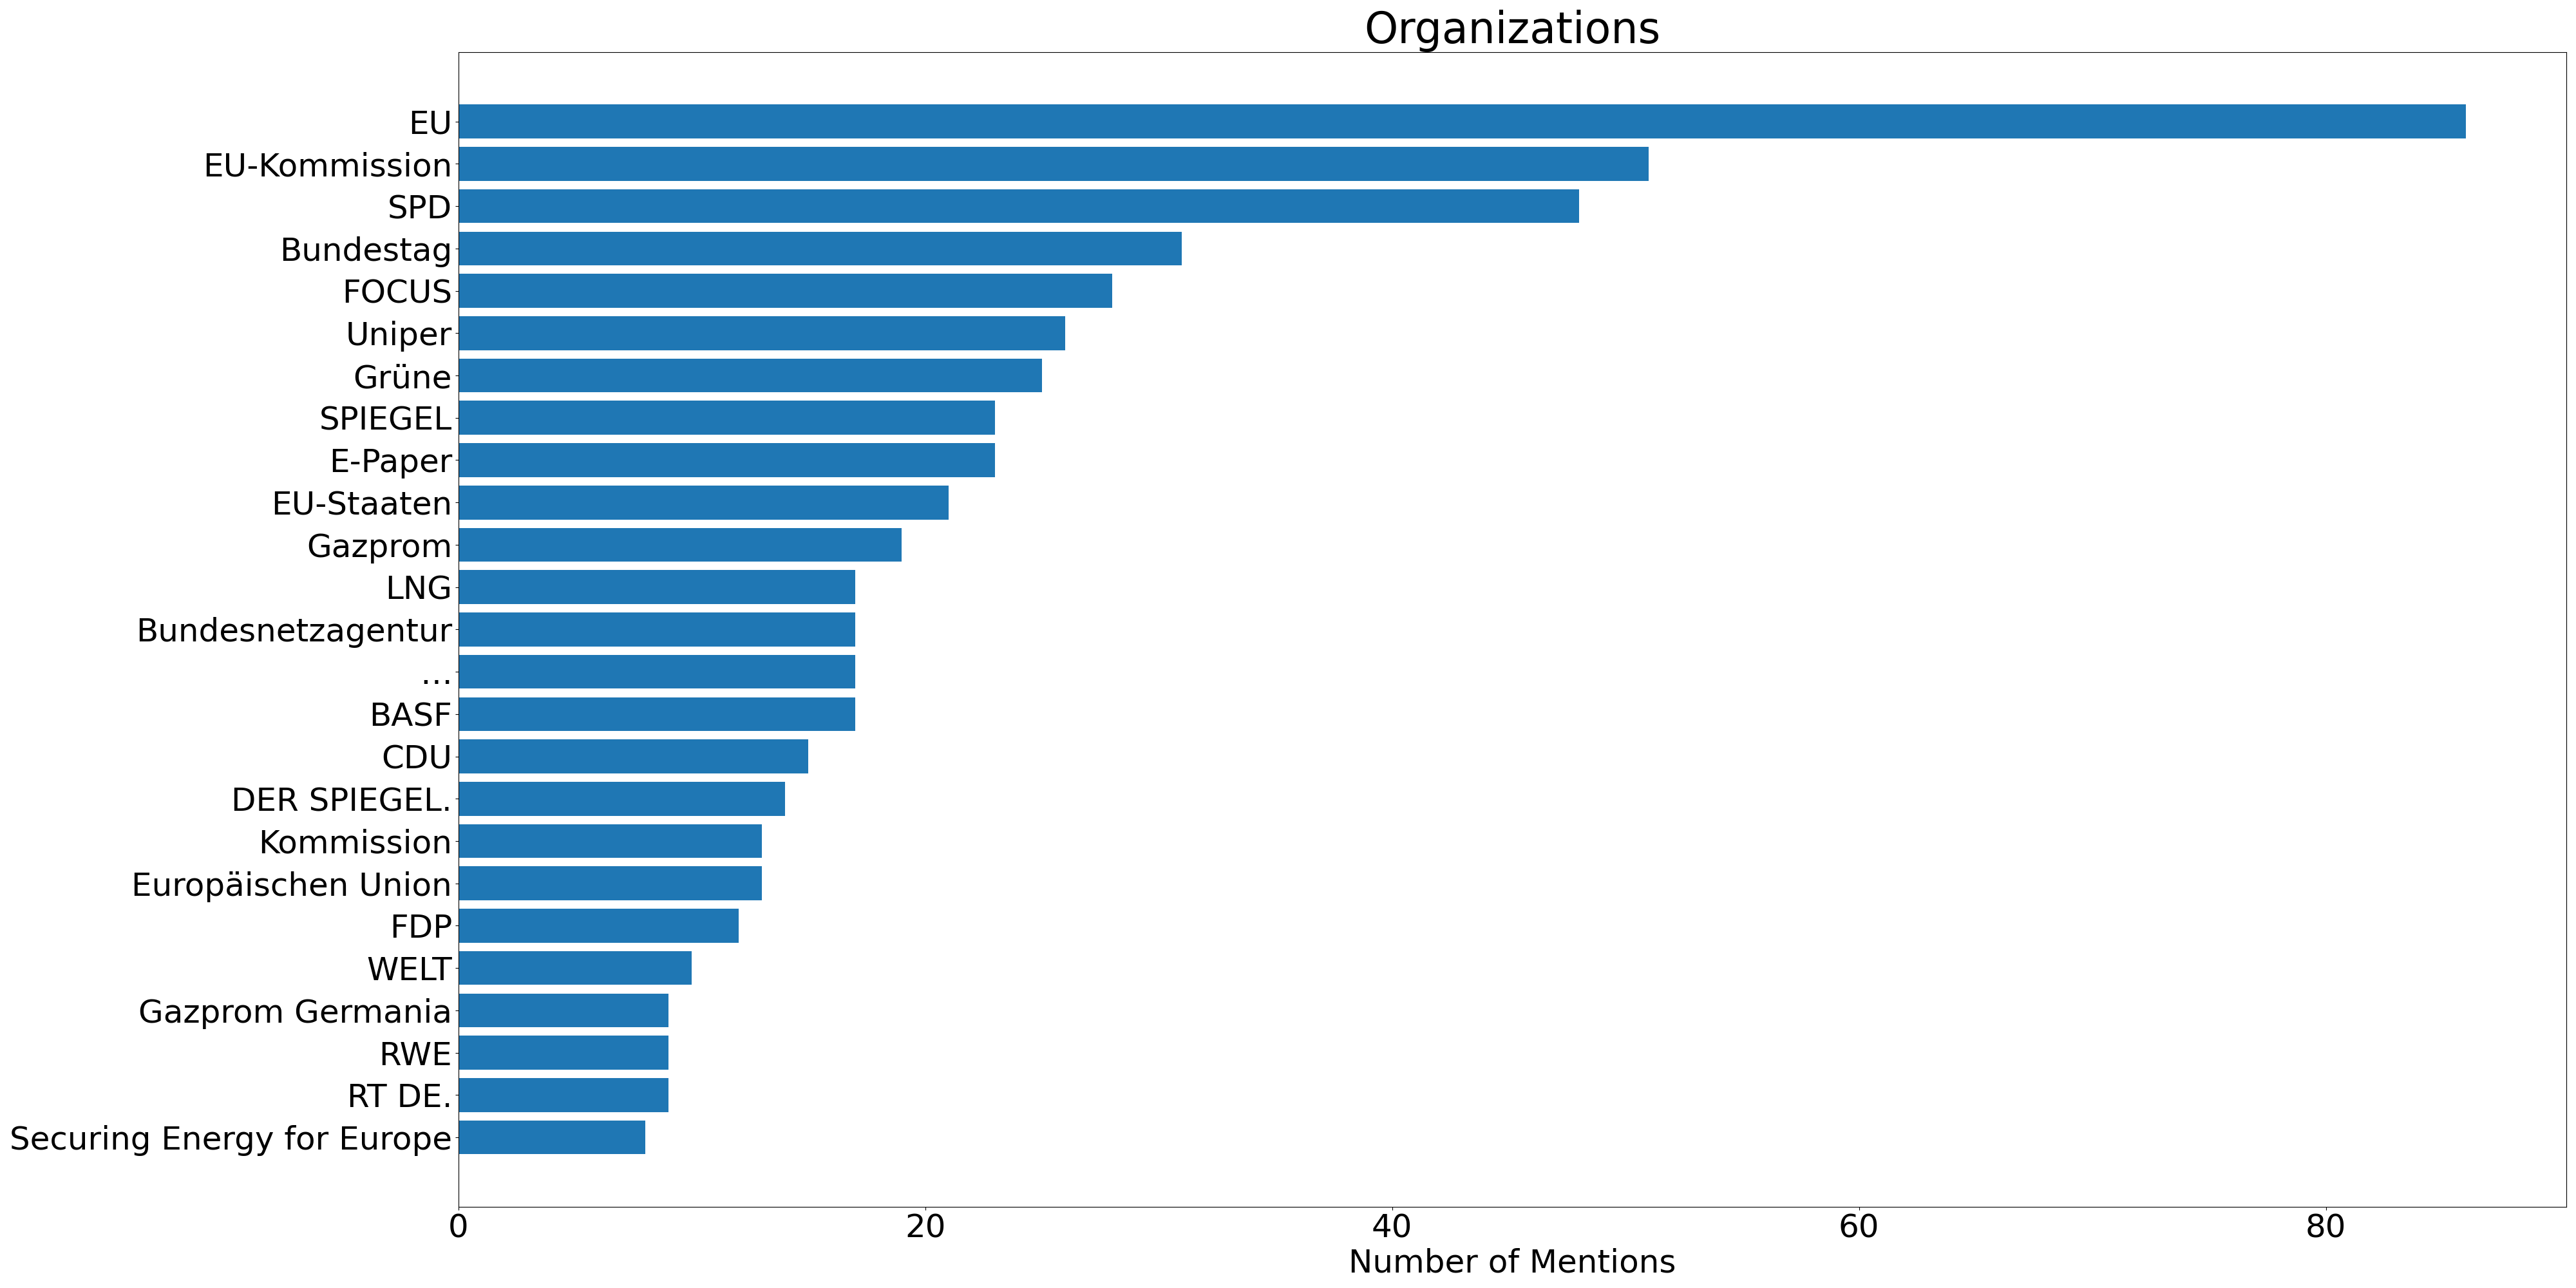 Organizations
EU
EU-Kommission
SPD
Bundestag
FOCUS
Uniper
Grüne
SPIEGEL
E-Paper
EU-Staaten
Gazprom
LNG
Bundesnetzagentur
...
BASF
CDU
DER SPIEGEL.
Kommission
Europäischen Union
FDP
WELT
Gazprom Germania
RWE
RT DE.
Securing Energy for Europe
0 20 40 60 80
Number of Mentions